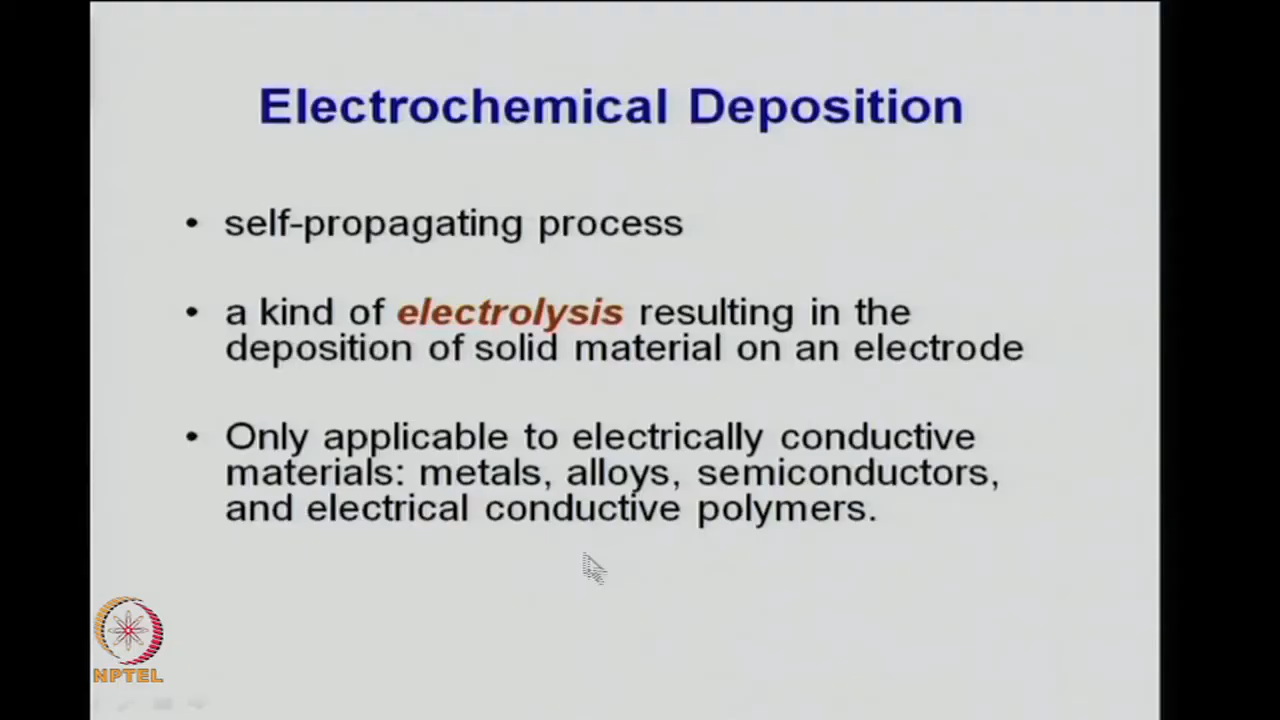 Electrochemical Deposition
• self-propagating process
• a kind of electrolysis resulting in the
deposition of solid material on an electrode
• Only applicable to electrically conductive
materials: metals, alloys, semiconductors,
and electrical conductive polymers.
NPTEL